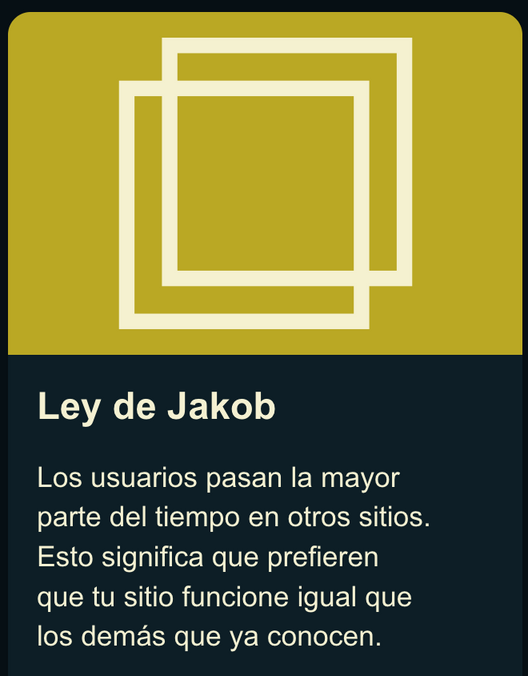 Ley de Jakob
Los usuarios pasan la mayor
parte del tiempo en otros sitios.
Esto significa que prefieren
que tu sitio funcione igual que
los demás que ya conocen.